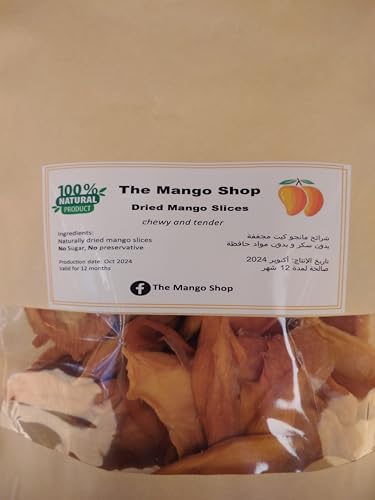 100%
NATURAL
PRODUCT
The Mango Shop
Dried Mango Slices
chewy and tender
Ingredients:
Naturally dried mango slices
No Sugar, No preservative
Production date: Oct 2024
Valid for 12 months
شرائح مانجو كيت مجففة
بدون سكر و بدون مواد حافظة
تاريخ الإنتاج: أكتوبر 2024
صالحة لمدة 12 شهر
f The Mango Shop